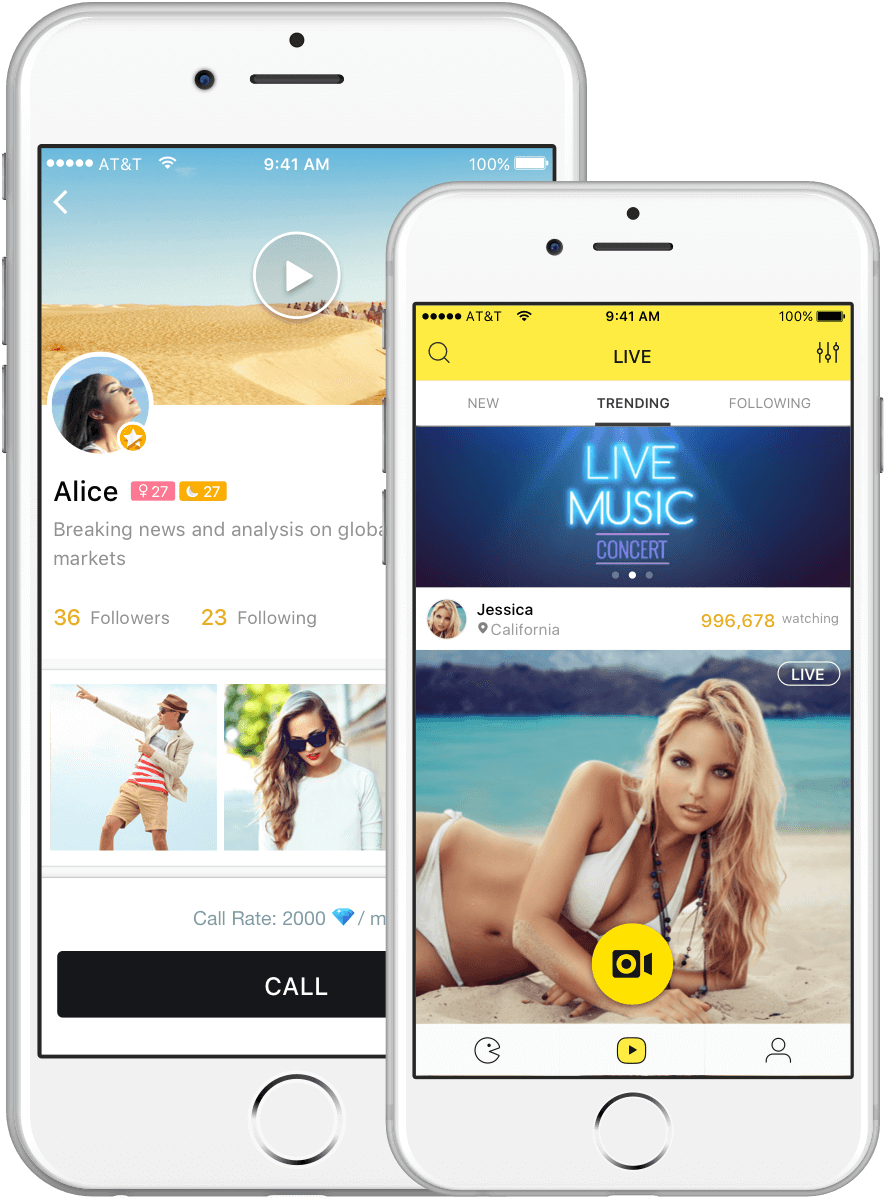 AT&T 9:41 AM 100%
Alice ♀27 27
Breaking news and analysis on globa
markets
36 Followers 23 Following
Call Rate: 2000 💎/ m
CALL
AT&T 9:41 AM 100%
LIVE
NEW TRENDING FOLLOWING
LIVE
MUSIC
CONCERT
Jessica
California
996,678 watching
LIVE